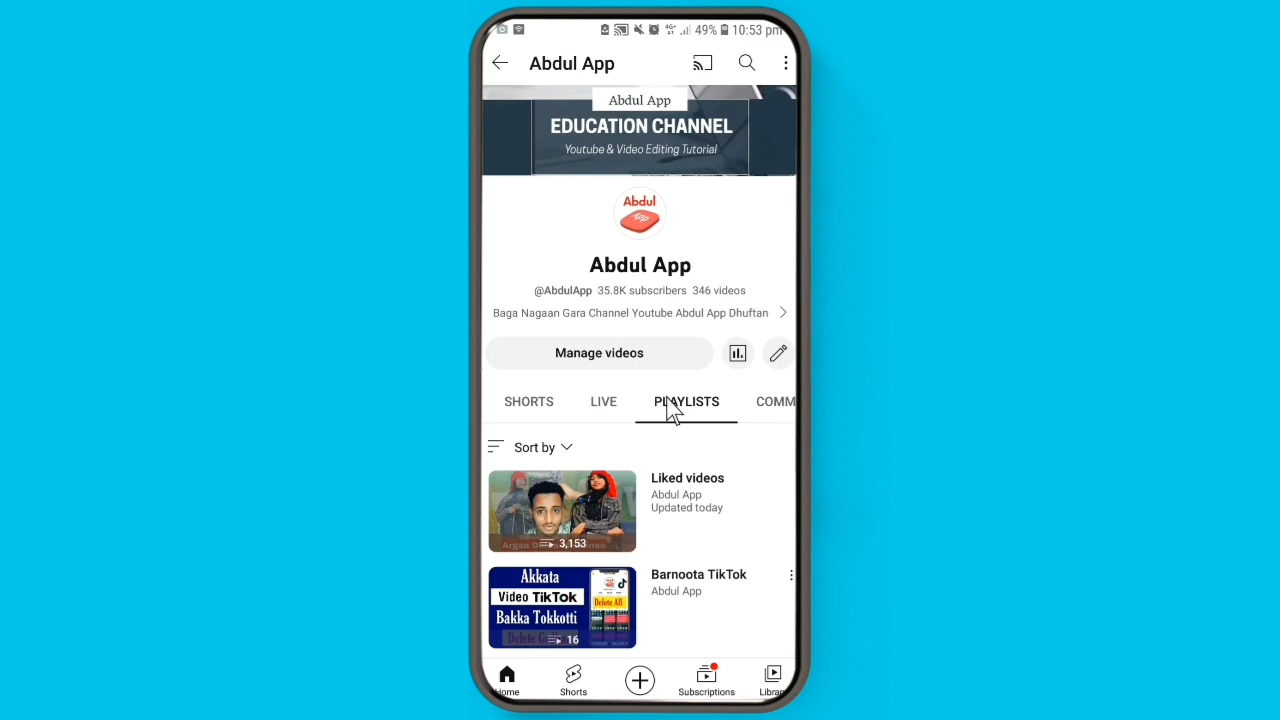 4G+ 49% 10:53 pm
Abdul App
Abdul App
EDUCATION CHANNEL
Youtube & Video Editing Tutorial
Abdul
App
Abdul App
@AbdulApp 35.8K subscribers 346 videos
Baga Nagaan Gara Channel Youtube Abdul App Dhuftan
Manage videos
SHORTS LIVE PLAYLISTS COMM
Sort by
Liked videos
Abdul App
Updated today
3,153
Barnoota TikTok
Abdul App
Akkata
Video TikTok
Bakka Tokkotti
Delete All
16
Home Shorts Subscriptions Library